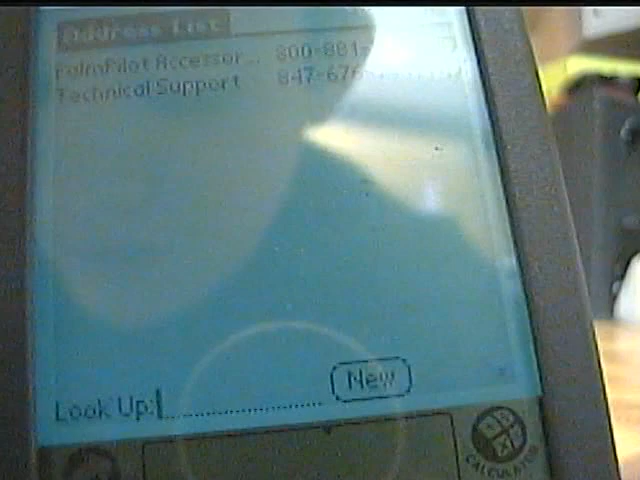 Address List
PalmPilot Accessor... 800-881-
Technical Support 847-676
Look Up:
New
CALCULATOR